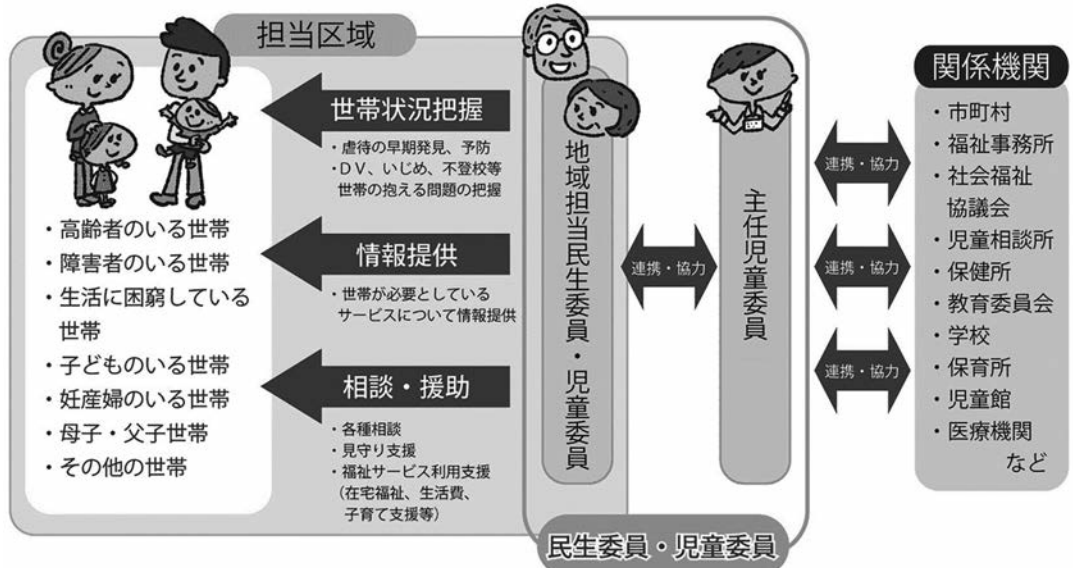 担当区域
・高齢者のいる世帯
・障害者のいる世帯
・生活に困窮している
世帯
・子どものいる世帯
・妊産婦のいる世帯
・母子・父子世帯
・その他の世帯
世帯状況把握
・虐待の早期発見、予防
・DV、いじめ、不登校等
世帯の抱える問題の把握
情報提供
・世帯が必要としている
サービスについて情報提供
相談・援助
・各種相談
・見守り支援
・福祉サービス利用支援
（在宅福祉、生活費、
子育て支援等）
地域担当民生委員・児童委員
連携・協力
主任児童委員
民生委員・児童委員
連携・協力
連携・協力
連携・協力
関係機関
・市町村
・福祉事務所
・社会福祉
協議会
・児童相談所
・保健所
・教育委員会
・学校
・保育所
・児童館
・医療機関
など